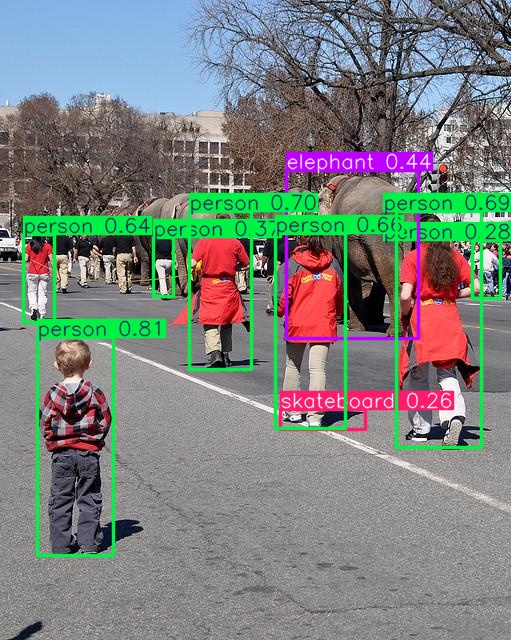 elephant 0.44
person 0.70
person 0.69
person 0.64
person 0.37
person 0.66
person 0.28
person 0.81
skateboard 0.26